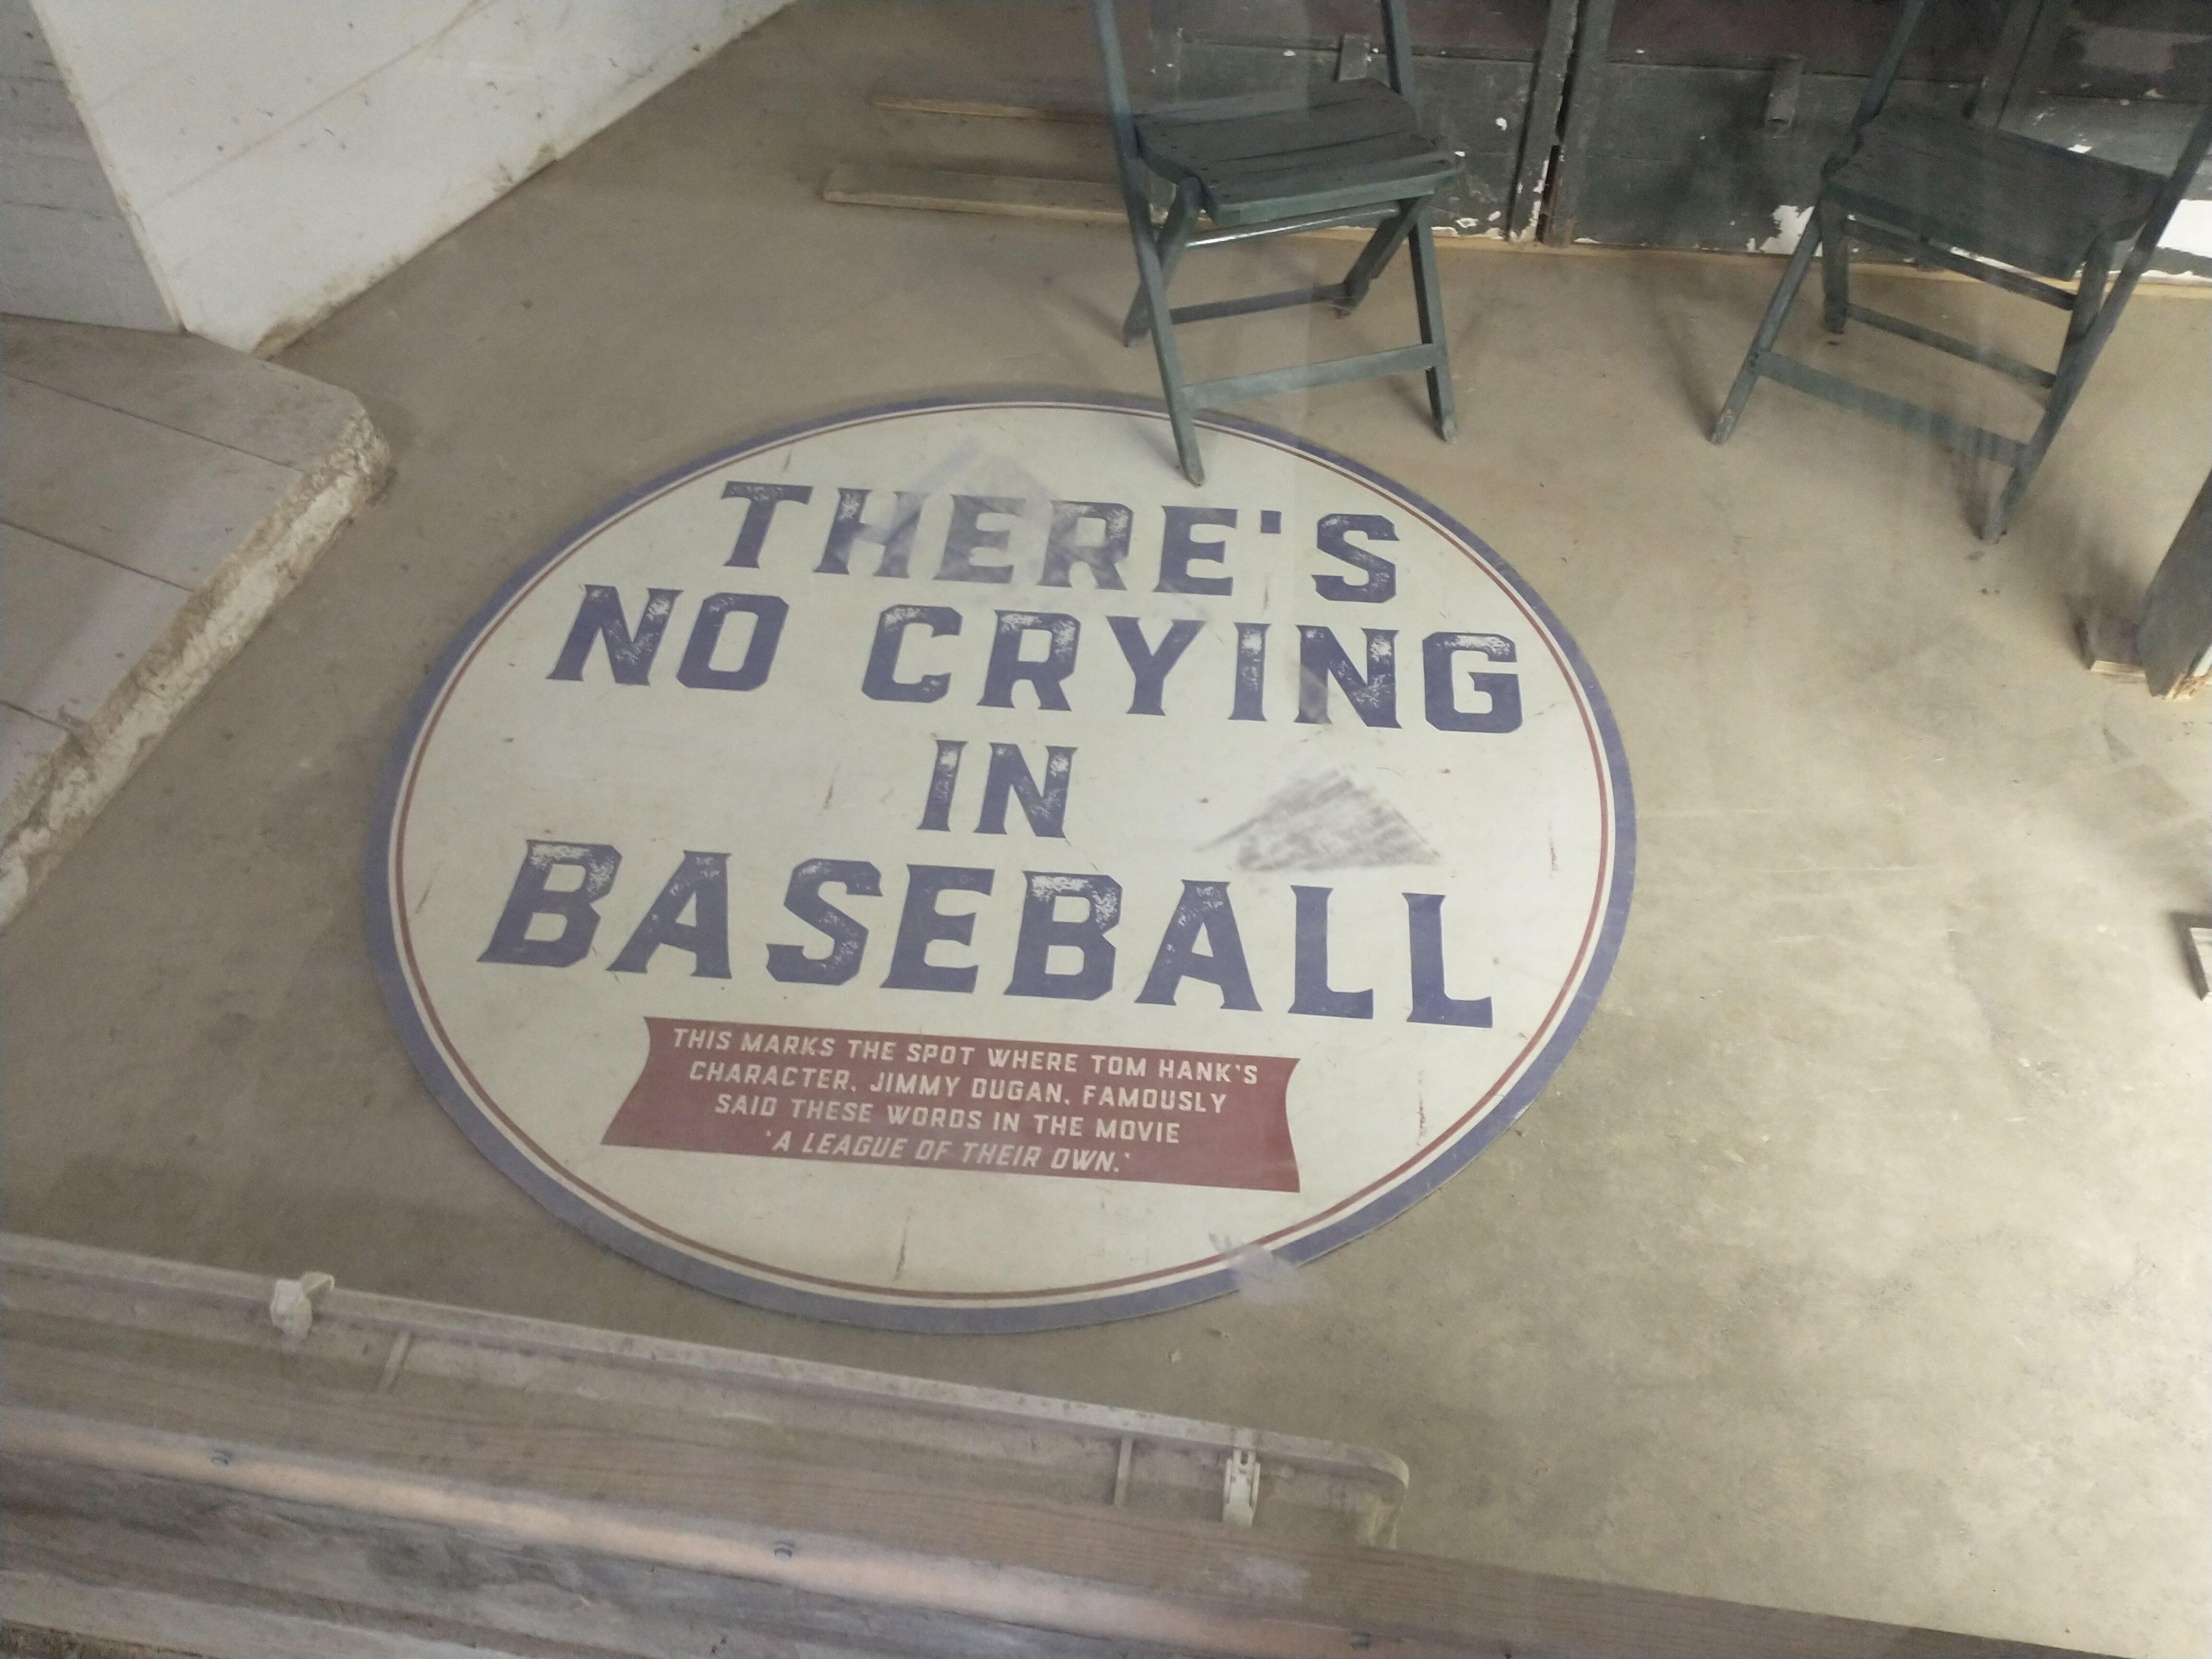 THERE'S
NO CRYING
IN
BASEBALL
THIS MARKS THE SPOT WHERE TOM HANK'S
CHARACTER, JIMMY DUGAN, FAMOUSLY
SAID THESE WORDS IN THE MOVIE
'A LEAGUE OF THEIR OWN.'